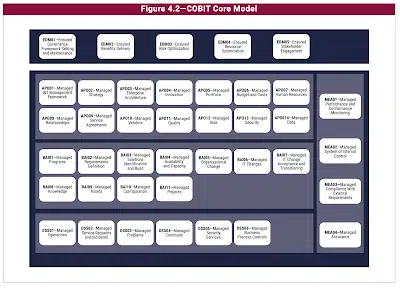 Figure 4.2—COBIT Core Model
EDM01—Ensured
Governance
Framework Setting
and Maintenance
EDM02—Ensured
Benefits Delivery
EDM03—Ensured
Risk Optimization
EDM04—Ensured
Resource
Optimization
EDM05—Ensured
Stakeholder
Engagement
APO01—Managed
I&T Management
Framework
APO02—Managed
Strategy
APO03—Managed
Enterprise
Architecture
APO04—Managed
Innovation
APO05—Managed
Portfolio
APO06—Managed
Budget and Costs
APO07—Managed
Human Resources
APO08—Managed
Relationships
APO09—Managed
Service
Agreements
APO10—Managed
Vendors
APO11—Managed
Quality
APO12—Managed
Risk
APO13—Managed
Security
APO14—Managed
Data
MEA01—Managed
Performance and
Conformance
Monitoring
BAI01—Managed
Programs
BAI02—Managed
Requirements
Definition
BAI03—Managed
Solutions
Identification
and Build
BAI04—Managed
Availability
and Capacity
BAI05—Managed
Organizational
Change
BAI06—Managed
IT Changes
BAI07—Managed
IT Change
Acceptance and
Transitioning
BAI08—Managed
Knowledge
BAI09—Managed
Assets
BAI10—Managed
Configuration
BAI11—Managed
Projects
MEA02—Managed
System of Internal
Control
MEA03—Managed
Compliance With
External
Requirements
DSS01—Managed
Operations
DSS02—Managed
Service Requests
and Incidents
DSS03—Managed
Problems
DSS04—Managed
Continuity
DSS05—Managed
Security
Services
DSS06—Managed
Business
Process Controls
MEA04—Managed
Assurance